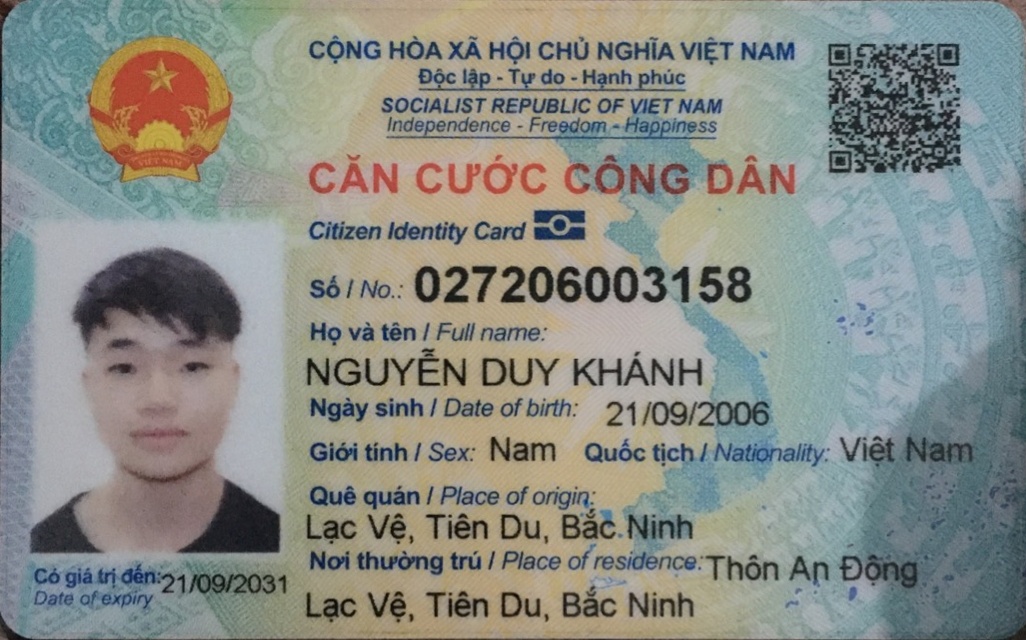 CỘNG HÒA XÃ HỘI CHỦ NGHĨA VIỆT NAM
Độc lập - Tự do - Hạnh phúc
SOCIALIST REPUBLIC OF VIET NAM
Independence - Freedom - Happiness
VIỆT NAM
CĂN CƯỚC CÔNG DÂN
Citizen Identity Card
Số / No.: 027206003158
Họ và tên / Full name:
NGUYỄN DUY KHÁNH
Ngày sinh / Date of birth: 21/09/2006
Giới tính / Sex: Nam Quốc tịch / Nationality: Việt Nam
Quê quán / Place of origin:
Lạc Vệ, Tiên Du, Bắc Ninh
Nơi thường trú / Place of residence: Thôn An Động
Lạc Vệ, Tiên Du, Bắc Ninh
Có giá trị đến: 21/09/2031
Date of expiry